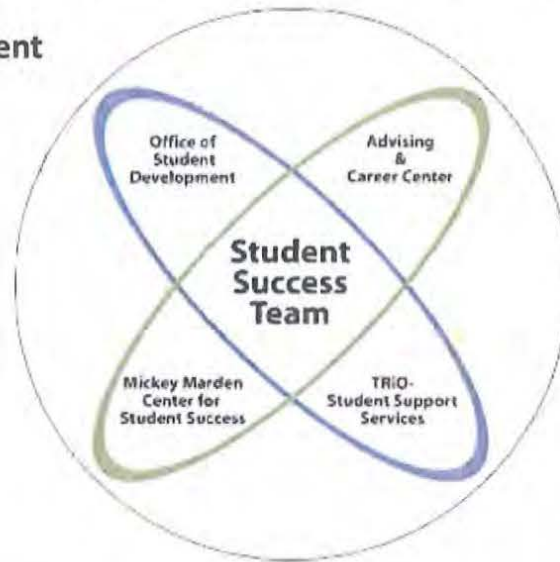 ent
Office of
Student
Development
Advising
&
Career Center
Student
Success
Team
Mickey Marden
Center for
Student Success
TRiO-
Student Support
Services